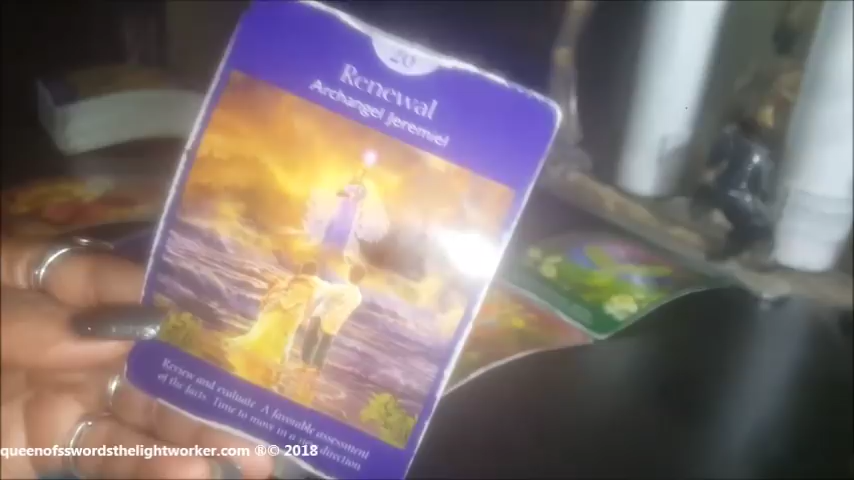 20
Renewal
Archangel Jeremiel
Review and evaluate A favorable assessment
of the facts. Time to move in a new direction
queenofsswordsthelightworker.com ®© 2018